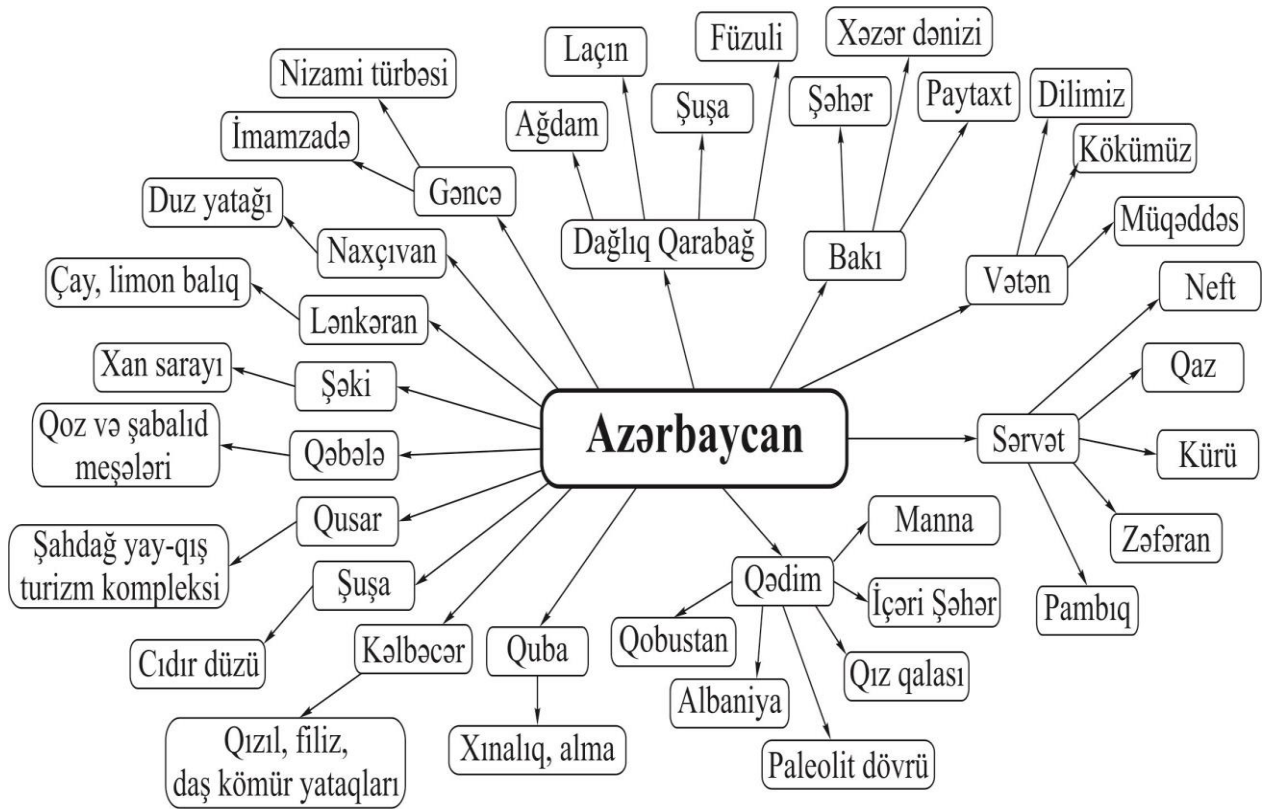 Nizami türbəsi
Laçın
Füzuli
Xəzər dənizi
İmamzadə
Ağdam
Şuşa
Şəhər
Paytaxt
Dilimiz
Kökümüz
Duz yatağı
Gəncə
Müqəddəs
Naxçıvan
Dağlıq Qarabağ
Bakı
Vətən
Neft
Çay, limon balıq
Lənkəran
Qaz
Xan sarayı
Şəki
Azərbaycan
Sərvət
Kürü
Qoz və şabalıd
meşələri
Qəbələ
Zəfəran
Pambıq
Şahdağ yay-qış
turizm kompleksi
Qusar
Manna
Qədim
İçəri Şəhər
Şuşa
Cıdır düzü
Kəlbəcər
Quba
Qobustan
Qız qalası
Albaniya
Paleolit dövrü
Qızıl, filiz,
daş kömür yataqları
Xınalıq, alma